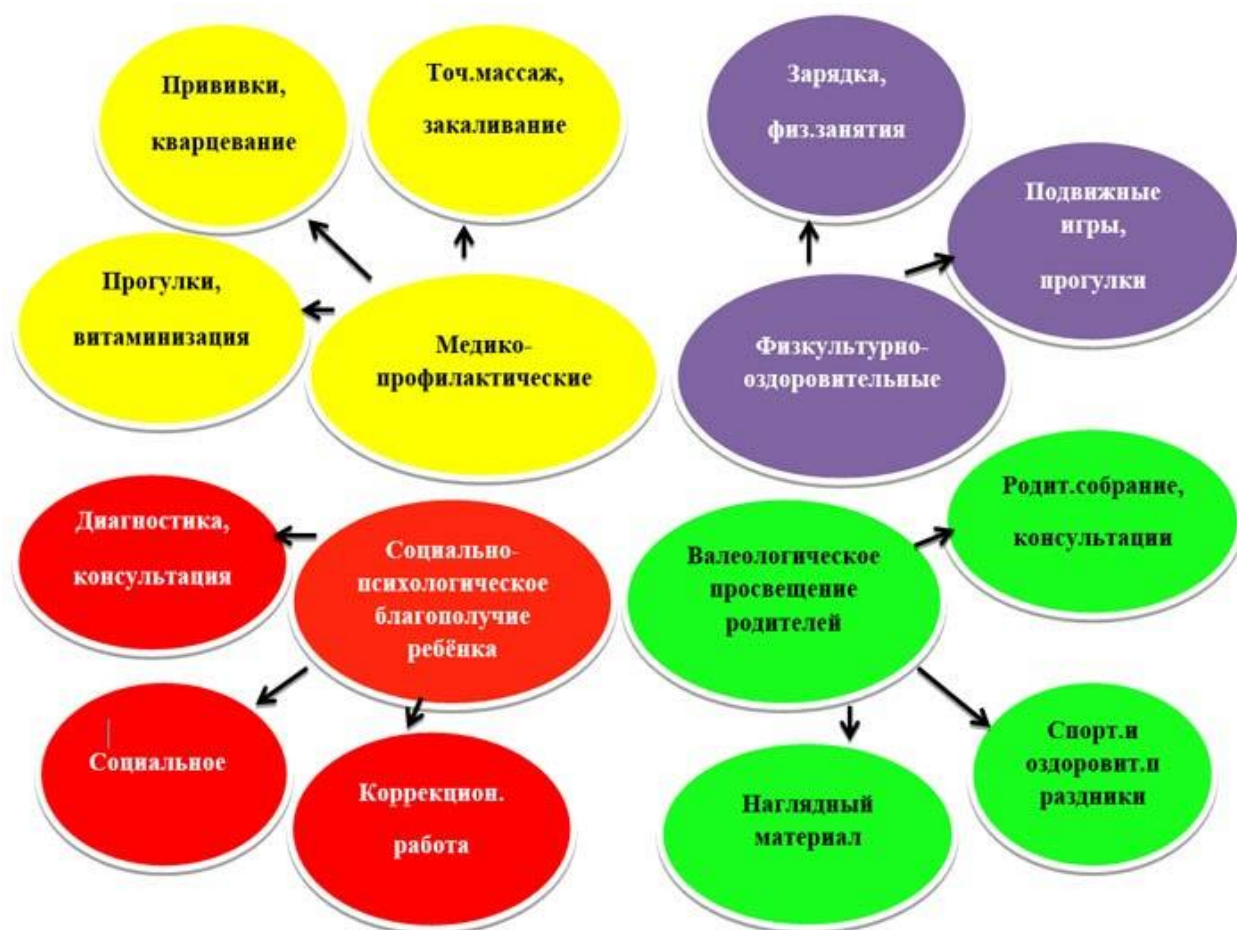 Прививки,
кварцевание
Точ.массаж,
закаливание
Прогулки,
витаминизация
Медико-
профилактические
Зарядка,
физ.занятия
Подвижные
игры,
прогулки
Физкультурно-
оздоровительные
Диагностика,
консультация
Социально-
психологическое
благополучие
ребёнка
Социальное
Коррекцион.
работа
Родит.собрание,
консультации
Валеологическое
просвещение
родителей
Наглядный
материал
Спорт.и
оздоровит.п
раздники